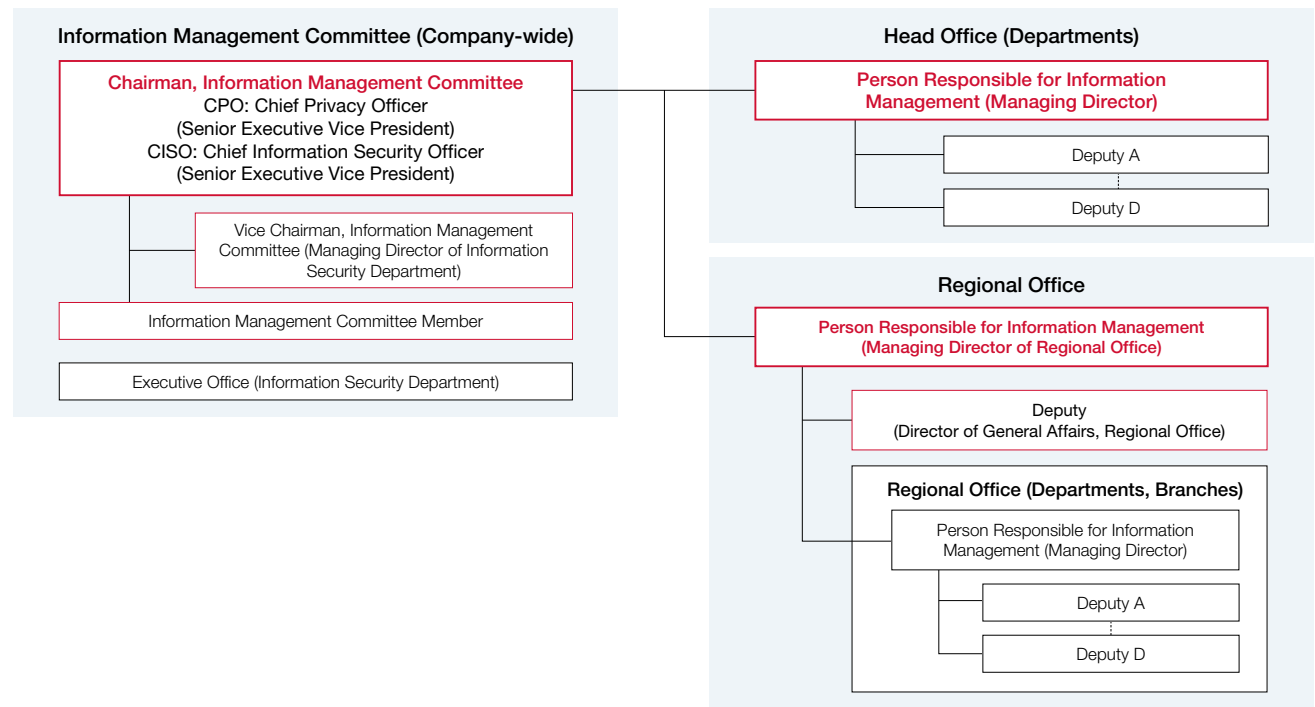 Information Management Committee (Company-wide)
Chairman, Information Management Committee
CPO: Chief Privacy Officer
(Senior Executive Vice President)
CISO: Chief Information Security Officer
(Senior Executive Vice President)
Vice Chairman, Information Management
Committee (Managing Director of Information
Security Department)
Information Management Committee Member
Executive Office (Information Security Department)
Head Office (Departments)
Person Responsible for Information
Management (Managing Director)
Deputy A
Deputy D
Regional Office
Person Responsible for Information Management
(Managing Director of Regional Office)
Deputy
(Director of General Affairs, Regional Office)
Regional Office (Departments, Branches)
Person Responsible for Information
Management (Managing Director)
Deputy A
Deputy D